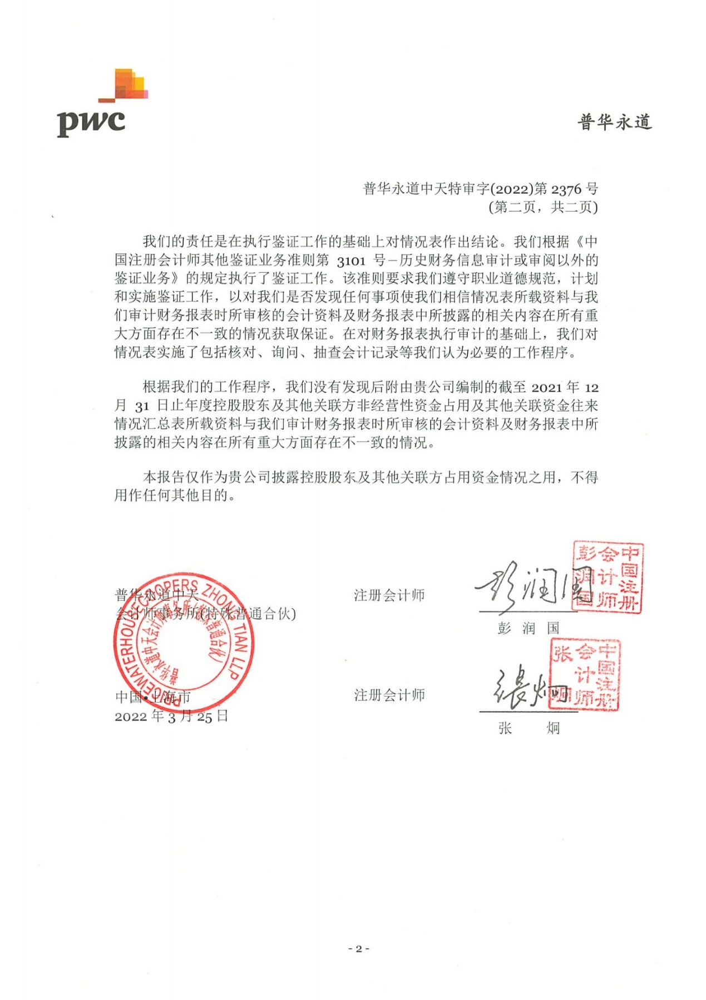 pwc
普华永道
普华永道中天特审字(2022)第 2376 号
(第二页，共二页)
我们的责任是在执行鉴证工作的基础上对情况表作出结论。我们根据《中
国注册会计师其他鉴证业务准则第 3101 号–历史财务信息审计或审阅以外的
鉴证业务》的规定执行了鉴证工作。该准则要求我们遵守职业道德规范，计划
和实施鉴证工作，以对我们是否发现任何事项使我们相信情况表所载资料与我
们审计财务报表时所审核的会计资料及财务报表中所披露的相关内容在所有重
大方面存在不一致的情况获取保证。在对财务报表执行审计的基础上，我们对
情况表实施了包括核对、询问、抽查会计记录等我们认为必要的工作程序。
根据我们的工作程序，我们没有发现后附由贵公司编制的截至 2021 年 12
月 31 日止年度控股股东及其他关联方非经营性资金占用及其他关联资金往来
情况汇总表所载资料与我们审计财务报表时所审核的会计资料及财务报表中所
披露的相关内容在所有重大方面存在不一致的情况。
本报告仅作为贵公司披露控股股东及其他关联方占用资金情况之用，不得
用作任何其他目的。
普华永道中天
会计师事务所(特殊普通合伙)
PRICEWATERHOUSECOOPERS ZHONG TIAN LLP
普华永道中天会计师事务所(特殊普通合伙)
中国•上海市
2022 年 3 月 25 日
注册会计师
彭润国
中国注册
会计师
彭润国
彭 润 国
注册会计师
張炯
中国注册
会计师
张炯
张 炯
- 2 -